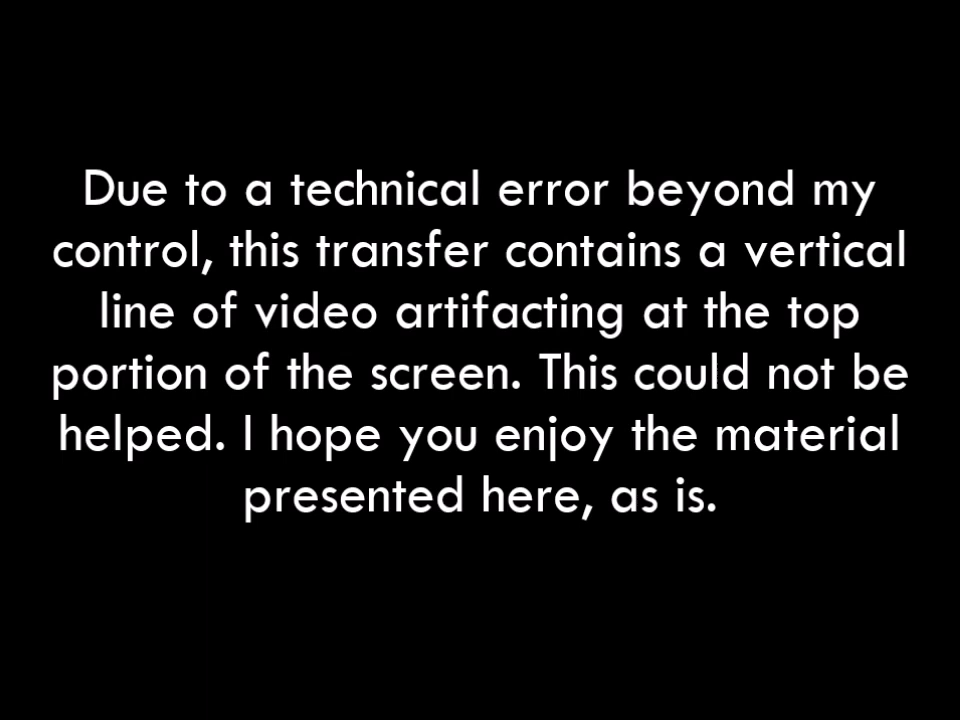 Due to a technical error beyond my
control, this transfer contains a vertical
line of video artifacting at the top
portion of the screen. This could not be
helped. I hope you enjoy the material
presented here, as is.